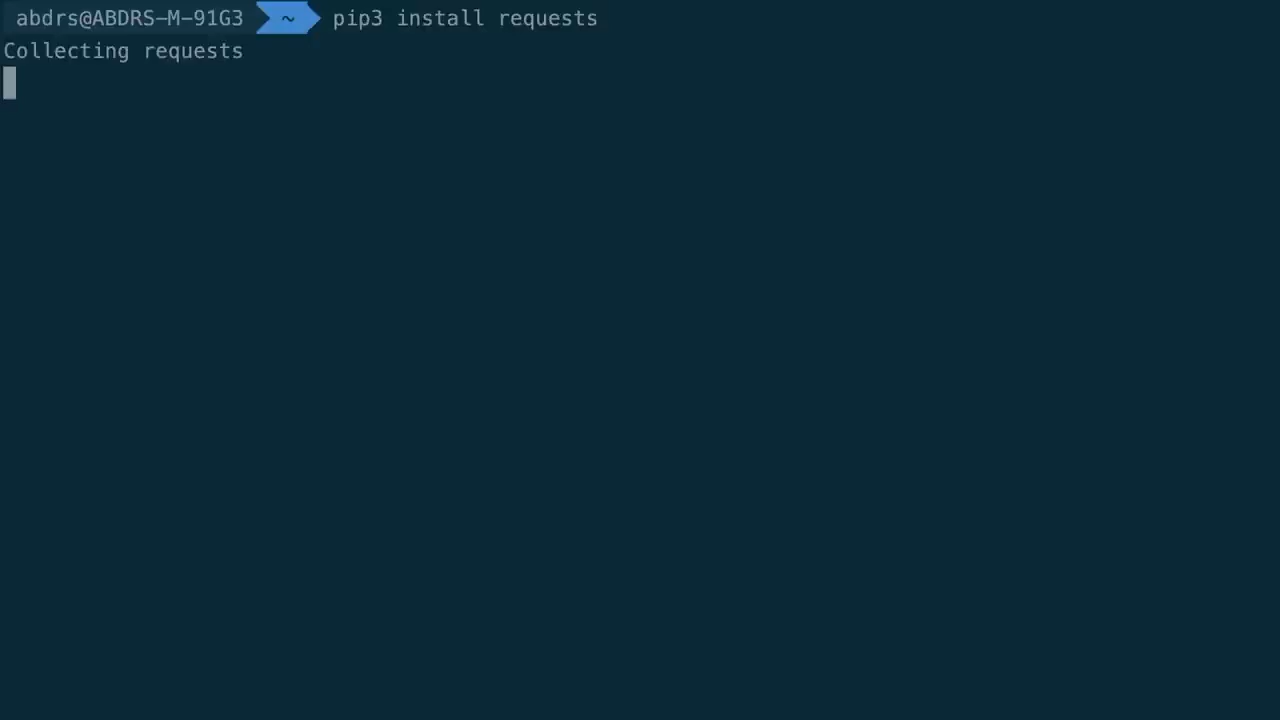 abdrs@ABDRS-M-91G3 ~ pip3 install requests
Collecting requests